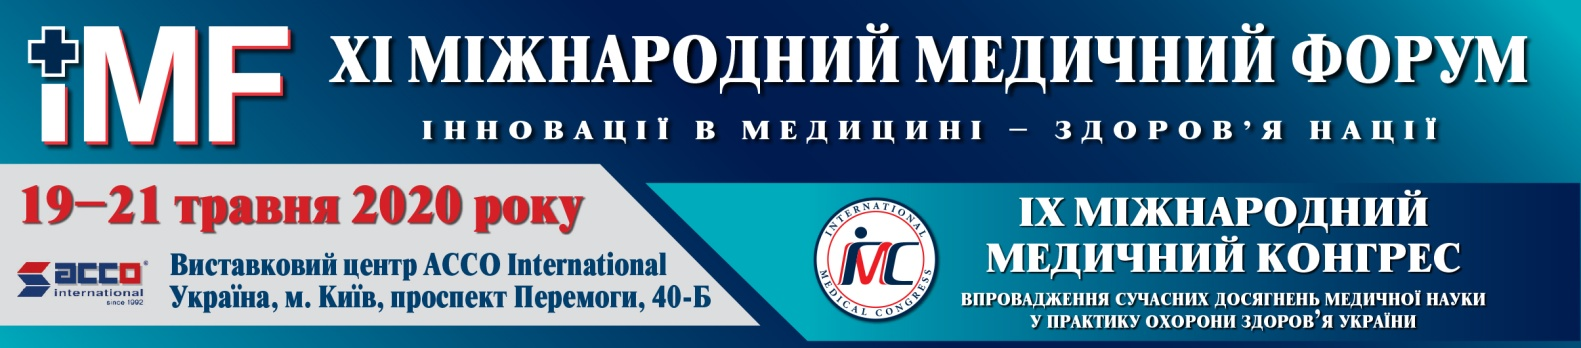 iMF
XI МІЖНАРОДНИЙ МЕДИЧНИЙ ФОРУМ
ІННОВАЦІЇ В МЕДИЦИНІ – ЗДОРОВ'Я НАЦІЇ
19–21 травня 2020 року
acco international since 1992
Виставковий центр ACCO International
Україна, м. Київ, проспект Перемоги, 40-Б
INTERNATIONAL MEDICAL CONGRESS
iMC
IX МІЖНАРОДНИЙ
МЕДИЧНИЙ КОНГРЕС
ВПРОВАДЖЕННЯ СУЧАСНИХ ДОСЯГНЕНЬ МЕДИЧНОЇ НАУКИ
У ПРАКТИКУ ОХОРОНИ ЗДОРОВ'Я УКРАЇНИ